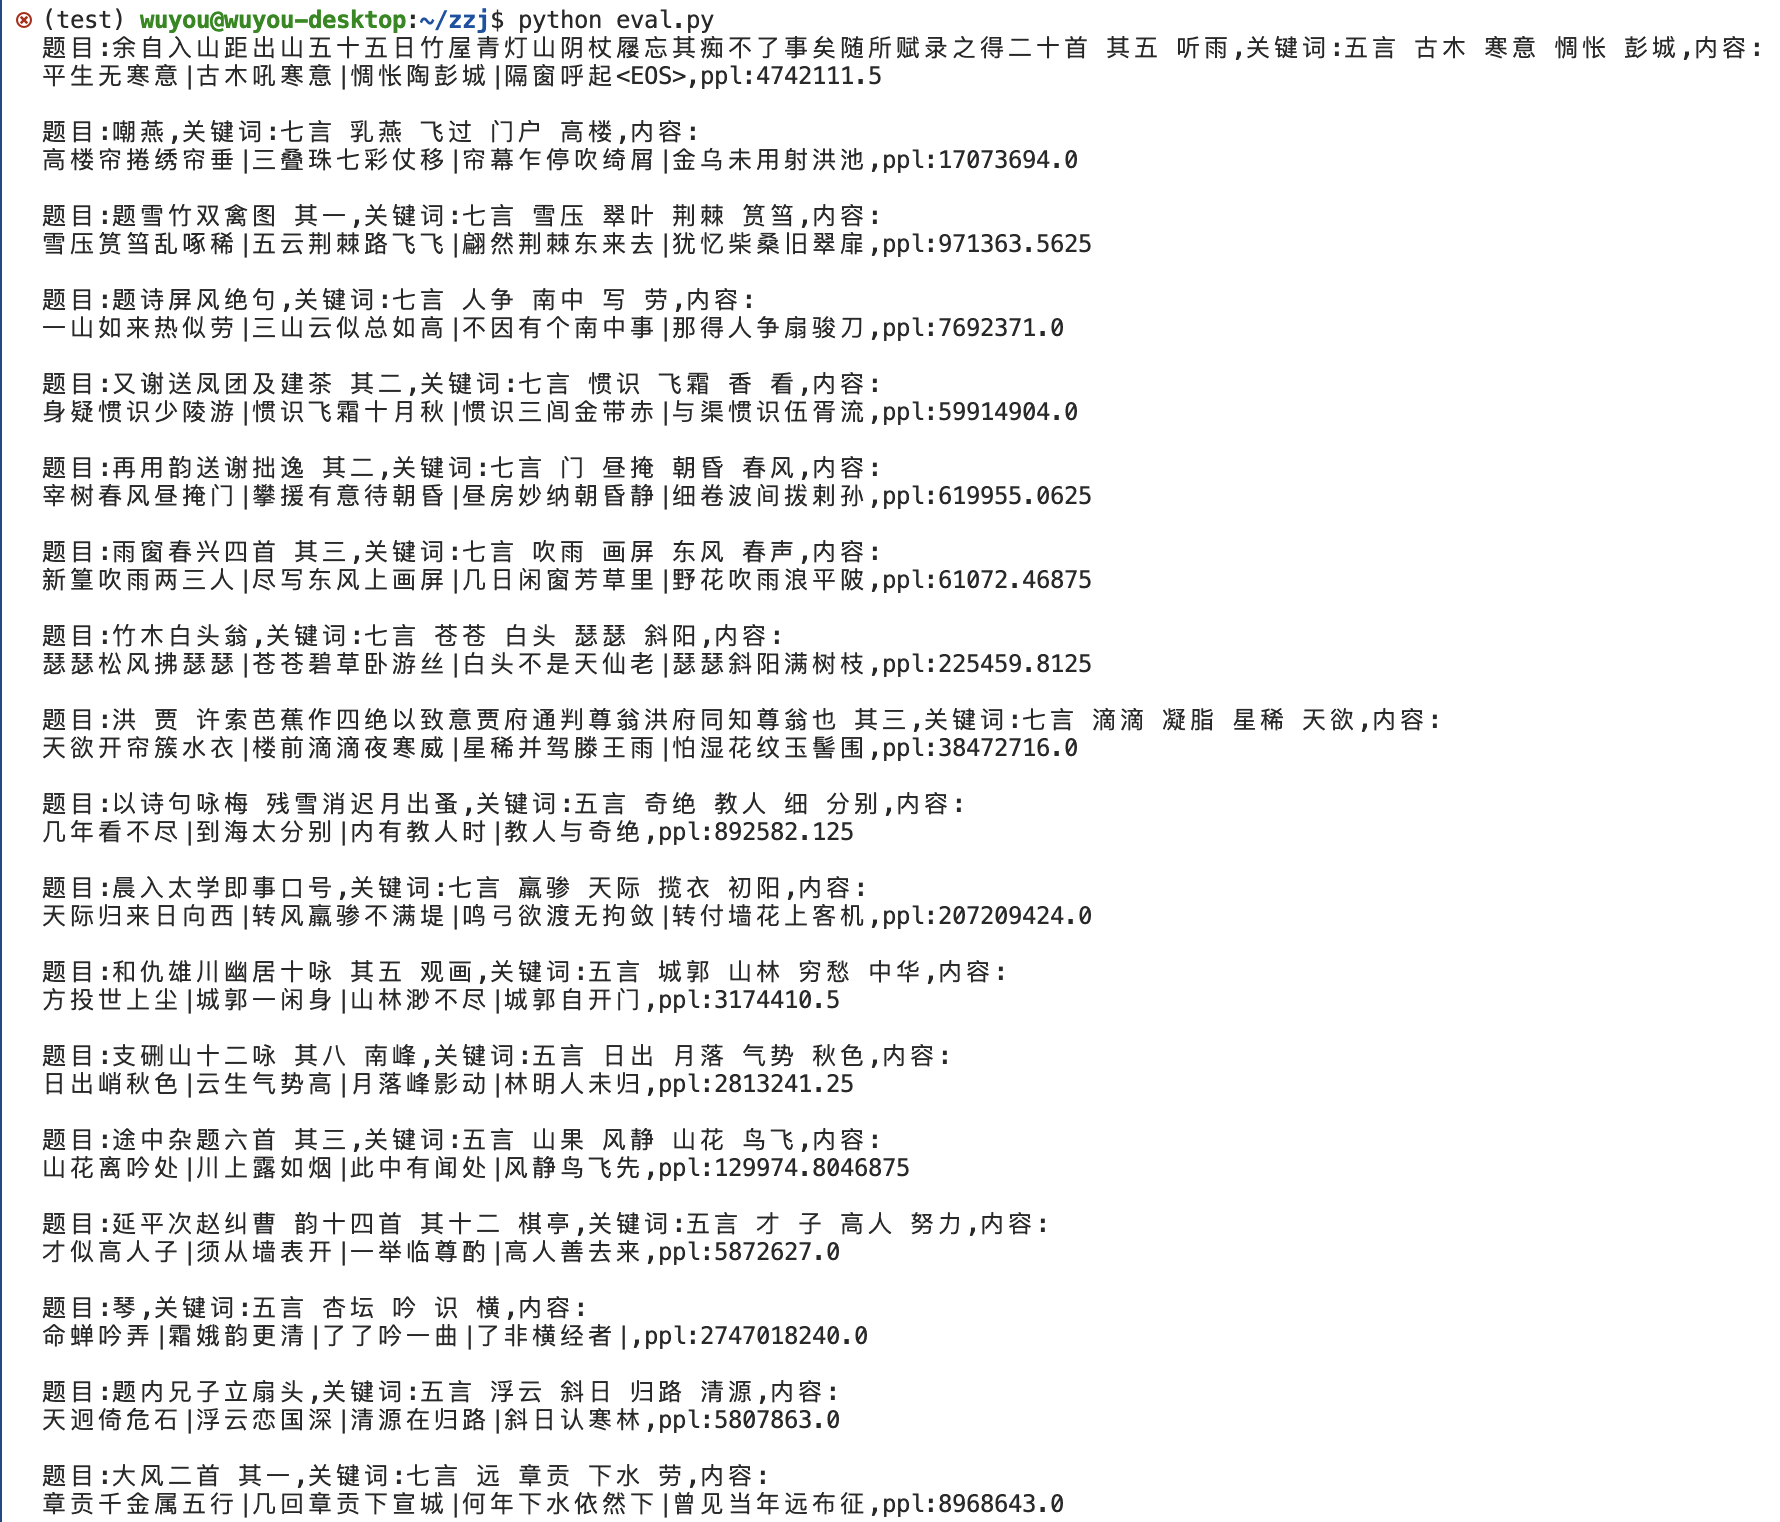 (test) wuyou@wuyou-desktop:~/zzj$ python eval.py
题目:余自入山距出山五十五日竹屋青灯山阴杖屦忘其痴不了事矣随所赋录之得二十首 其五 听雨,关键词:五言 古木 寒意 惆怅 彭城,内容:
平生无寒意|古木吼寒意|惆怅陶彭城|隔窗呼起<EOS>,ppl:4742111.5
题目:嘲燕,关键词:七言 乳燕 飞过 门户 高楼,内容:
高楼帘捲绣帘垂|三叠珠七彩仗移|帘幕乍停吹绮屑|金乌未用射洪池,ppl:17073694.0
题目:题雪竹双禽图 其一,关键词:七言 雪压 翠叶 荆棘 筼筜,内容:
雪压筼筜乱啄稀|五云荆棘路飞飞|翩然荆棘东来去|犹忆柴桑旧翠扉,ppl:971363.5625
题目:题诗屏风绝句,关键词:七言 人争 南中 写 劳,内容:
一山如来热似劳|三山云似总如高|不因有个南中事|那得人争扇骏刀,ppl:7692371.0
题目:又谢送凤团及建茶 其二,关键词:七言 惯识 飞霜 香 看,内容:
身疑惯识少陵游|惯识飞霜十月秋|惯识三闾金带赤|与渠惯识伍胥流,ppl:59914904.0
题目:再用韵送谢拙逸 其二,关键词:七言 门 昼掩 朝昏 春风,内容:
宰树春风昼掩门|攀援有意待朝昏|昼房妙纳朝昏静|细卷波间拨剌孙,ppl:619955.0625
题目:雨窗春兴四首 其三,关键词:七言 吹雨 画屏 东风 春声,内容:
新篁吹雨两三人|尽写东风上画屏|几日闲窗芳草里|野花吹雨浪平陂,ppl:61072.46875
题目:竹木白头翁,关键词:七言 苍苍 白头 瑟瑟 斜阳,内容:
瑟瑟松风拂瑟瑟|苍苍碧草卧游丝|白头不是天仙老|瑟瑟斜阳满树枝,ppl:225459.8125
题目:洪 贾 许索芭蕉作四绝以致意贾府通判尊翁洪府同知尊翁也 其三,关键词:七言 滴滴 凝脂 星稀 天欲,内容:
天欲开帘簇水衣|楼前滴滴夜寒威|星稀并驾滕王雨|怕湿花纹玉髻围,ppl:38472716.0
题目:以诗句咏梅 残雪消迟月出蚤,关键词:五言 奇绝 教人 细 分别,内容:
几年看不尽|到海太分别|内有教人时|教人与奇绝,ppl:892582.125
题目:晨入太学即事口号,关键词:七言 羸骖 天际 揽衣 初阳,内容:
天际归来日向西|转风羸骖不满堤|鸣弓欲渡无拘敛|转付墙花上客机,ppl:207209424.0
题目:和仇雄川幽居十咏 其五 观画,关键词:五言 城郭 山林 穷愁 中华,内容:
方投世上尘|城郭一闲身|山林渺不尽|城郭自开门,ppl:3174410.5
题目:支硎山十二咏 其八 南峰,关键词:五言 日出 月落 气势 秋色,内容:
日出峭秋色|云生气势高|月落峰影动|林明人未归,ppl:2813241.25
题目:途中杂题六首 其三,关键词:五言 山果 风静 山花 鸟飞,内容:
山花离吟处|川上露如烟|此中有闻处|风静鸟飞先,ppl:129974.8046875
题目:延平次赵纠曹 韵十四首 其十二 棋亭,关键词:五言 才 子 高人 努力,内容:
才似高人子|须从墙表开|一举临尊酌|高人善去来,ppl:5872627.0
题目:琴,关键词:五言 杏坛 吟 识 横,内容:
命蝉吟弄|霜娥韵更清|了了吟一曲|了非横经者|,ppl:2747018240.0
题目:题内兄子立扇头,关键词:五言 浮云 斜日 归路 清源,内容:
天迥倚危石|浮云恋国深|清源在归路|斜日认寒林,ppl:5807863.0
题目:大风二首 其一,关键词:七言 远 章贡 下水 劳,内容:
章贡千金属五行|几回章贡下宣城|何年下水依然下|曾见当年远布征,ppl:8968643.0